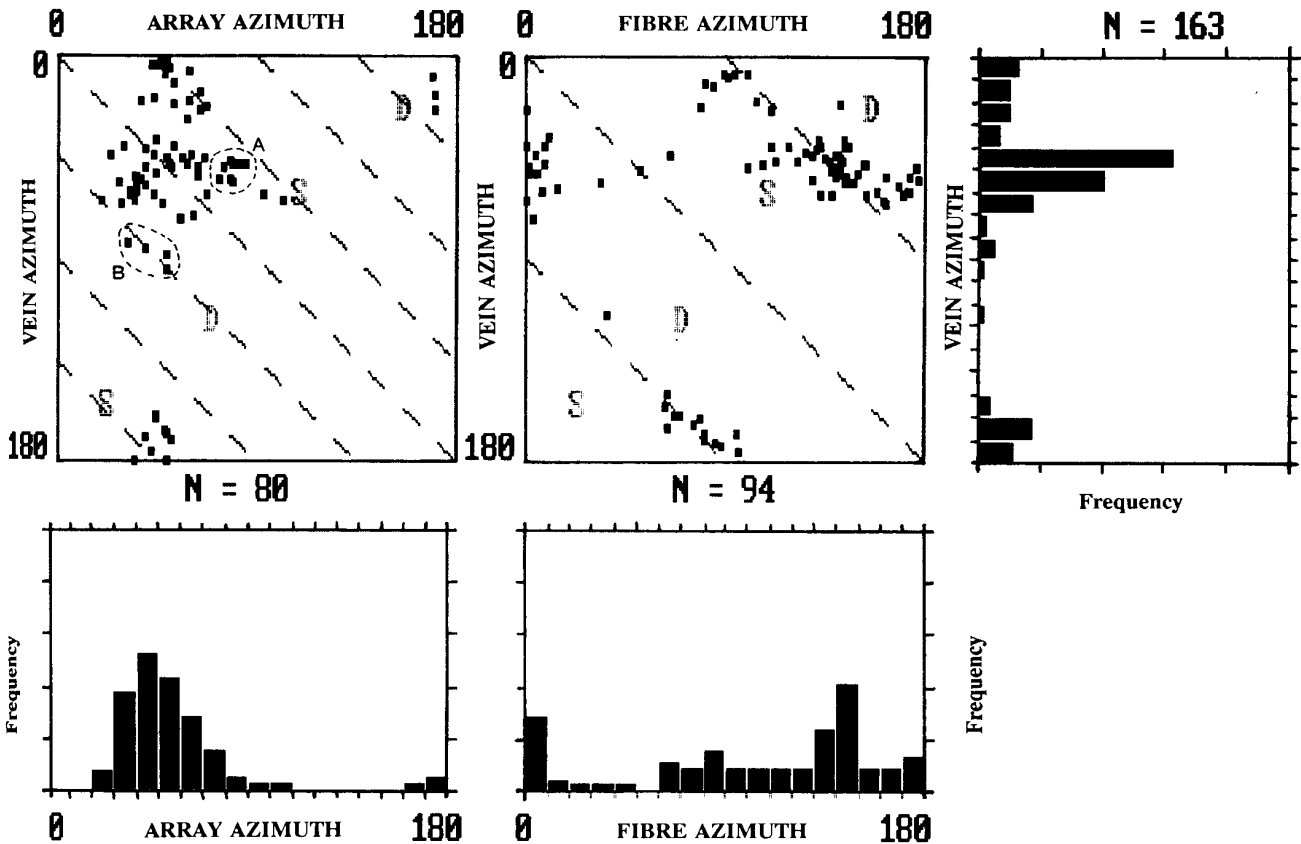 0 ARRAY AZIMUTH 180
0 FIBRE AZIMUTH 180
N = 163
0
0
VEIN AZIMUTH
VEIN AZIMUTH
VEIN AZIMUTH
D
A
S
B
D
S
D
S
D
S
180
180
N = 80
N = 94
Frequency
Frequency
Frequency
0 ARRAY AZIMUTH 180
0 FIBRE AZIMUTH 180